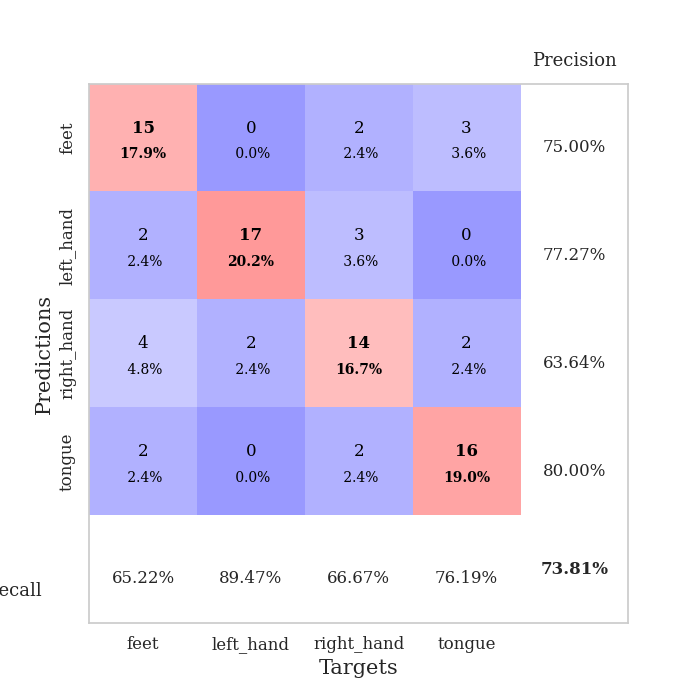 Precision
feet 15 0 2 3 75.00%
17.9% 0.0% 2.4% 3.6%
left_hand 2 17 3 0 77.27%
2.4% 20.2% 3.6% 0.0%
Predictions
right_hand 4 2 14 2 63.64%
4.8% 2.4% 16.7% 2.4%
tongue 2 0 2 16 80.00%
2.4% 0.0% 2.4% 19.0%
ecall 65.22% 89.47% 66.67% 76.19% 73.81%
feet left_hand right_hand tongue
Targets